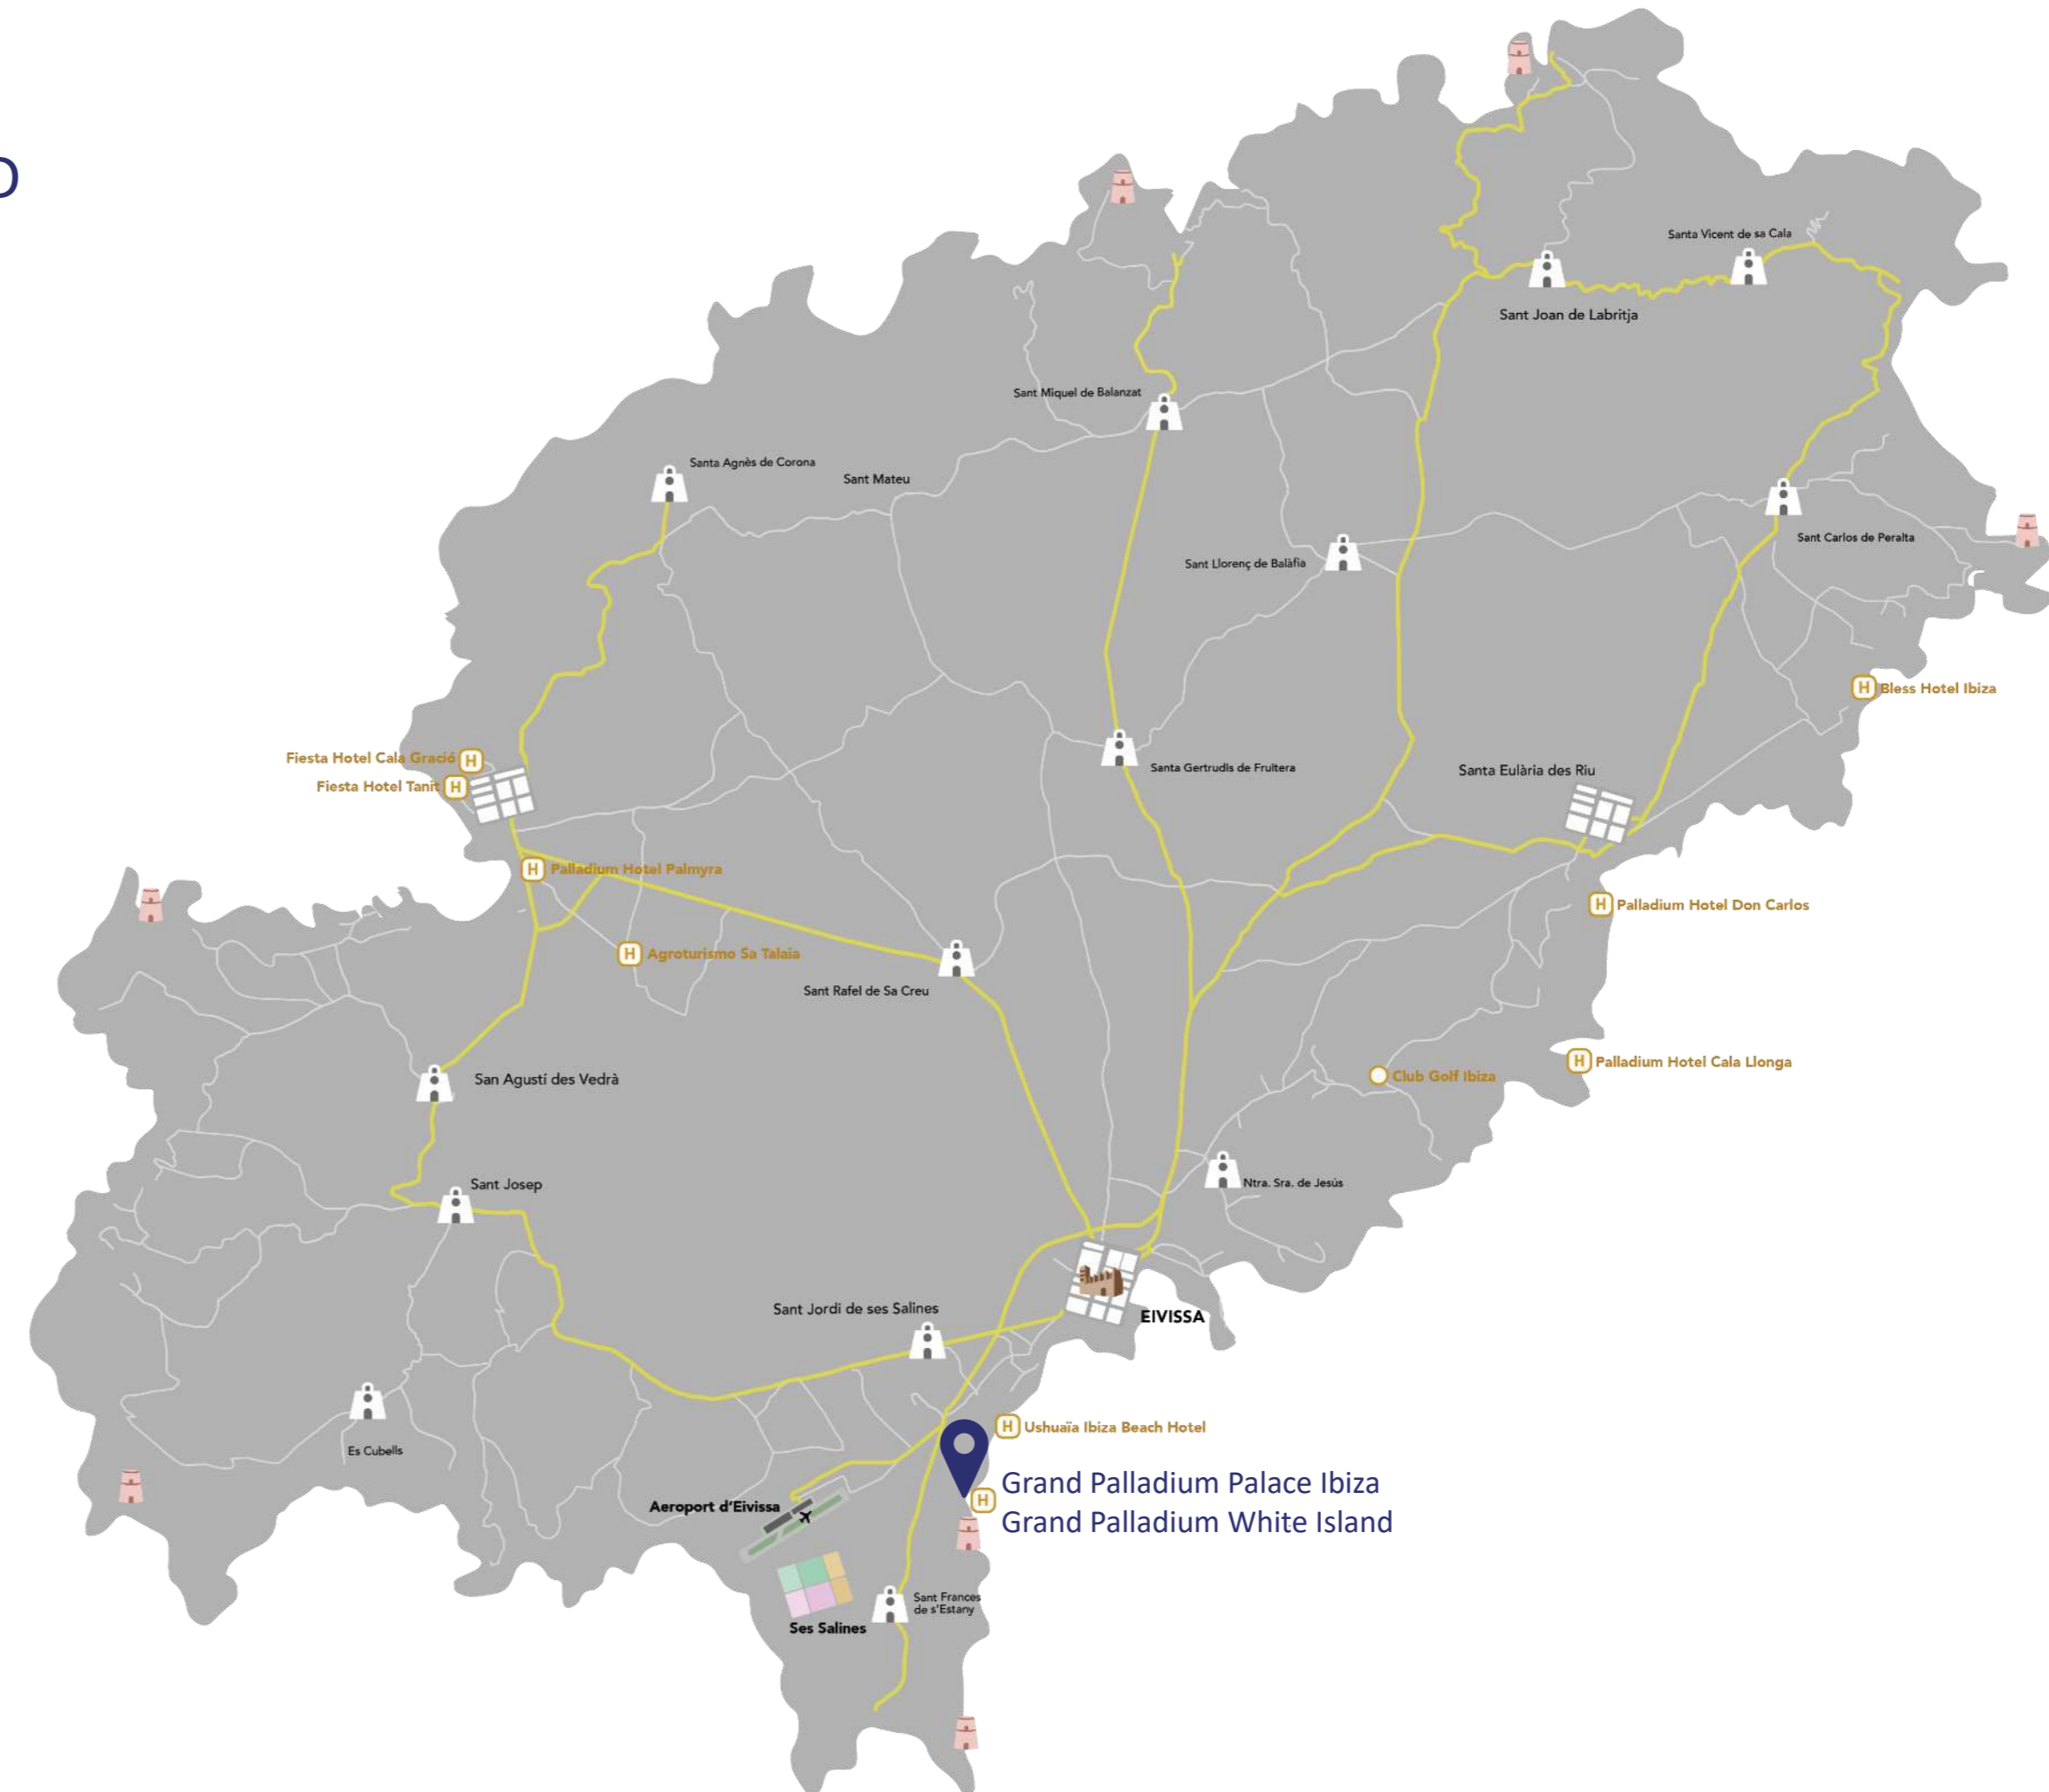 Santa Vicent de sa Cala
Sant Joan de Labritja
Sant Miquel de Balanzat
Santa Agnès de Corona
Sant Mateu
Sant Carlos de Peralta
Sant Llorenç de Balàfia
H Bless Hotel Ibiza
Fiesta Hotel Cala Gració H
Fiesta Hotel Tanit H
Santa Gertrudis de Fruitera
Santa Eulària des Riu
H Palladium Hotel Palmyra
H Palladium Hotel Don Carlos
H Agroturismo Sa Talaia
Sant Rafel de Sa Creu
H Palladium Hotel Cala Llonga
Club Golf Ibiza
San Agustí des Vedrà
Sant Josep
Ntra. Sra. de Jesús
Sant Jordi de ses Salines
EIVISSA
H Ushuaïa Ibiza Beach Hotel
Es Cubells
Grand Palladium Palace Ibiza
H
Grand Palladium White Island
Aeroport d'Eivissa
Sant Frances
de s'Estany
Ses Salines